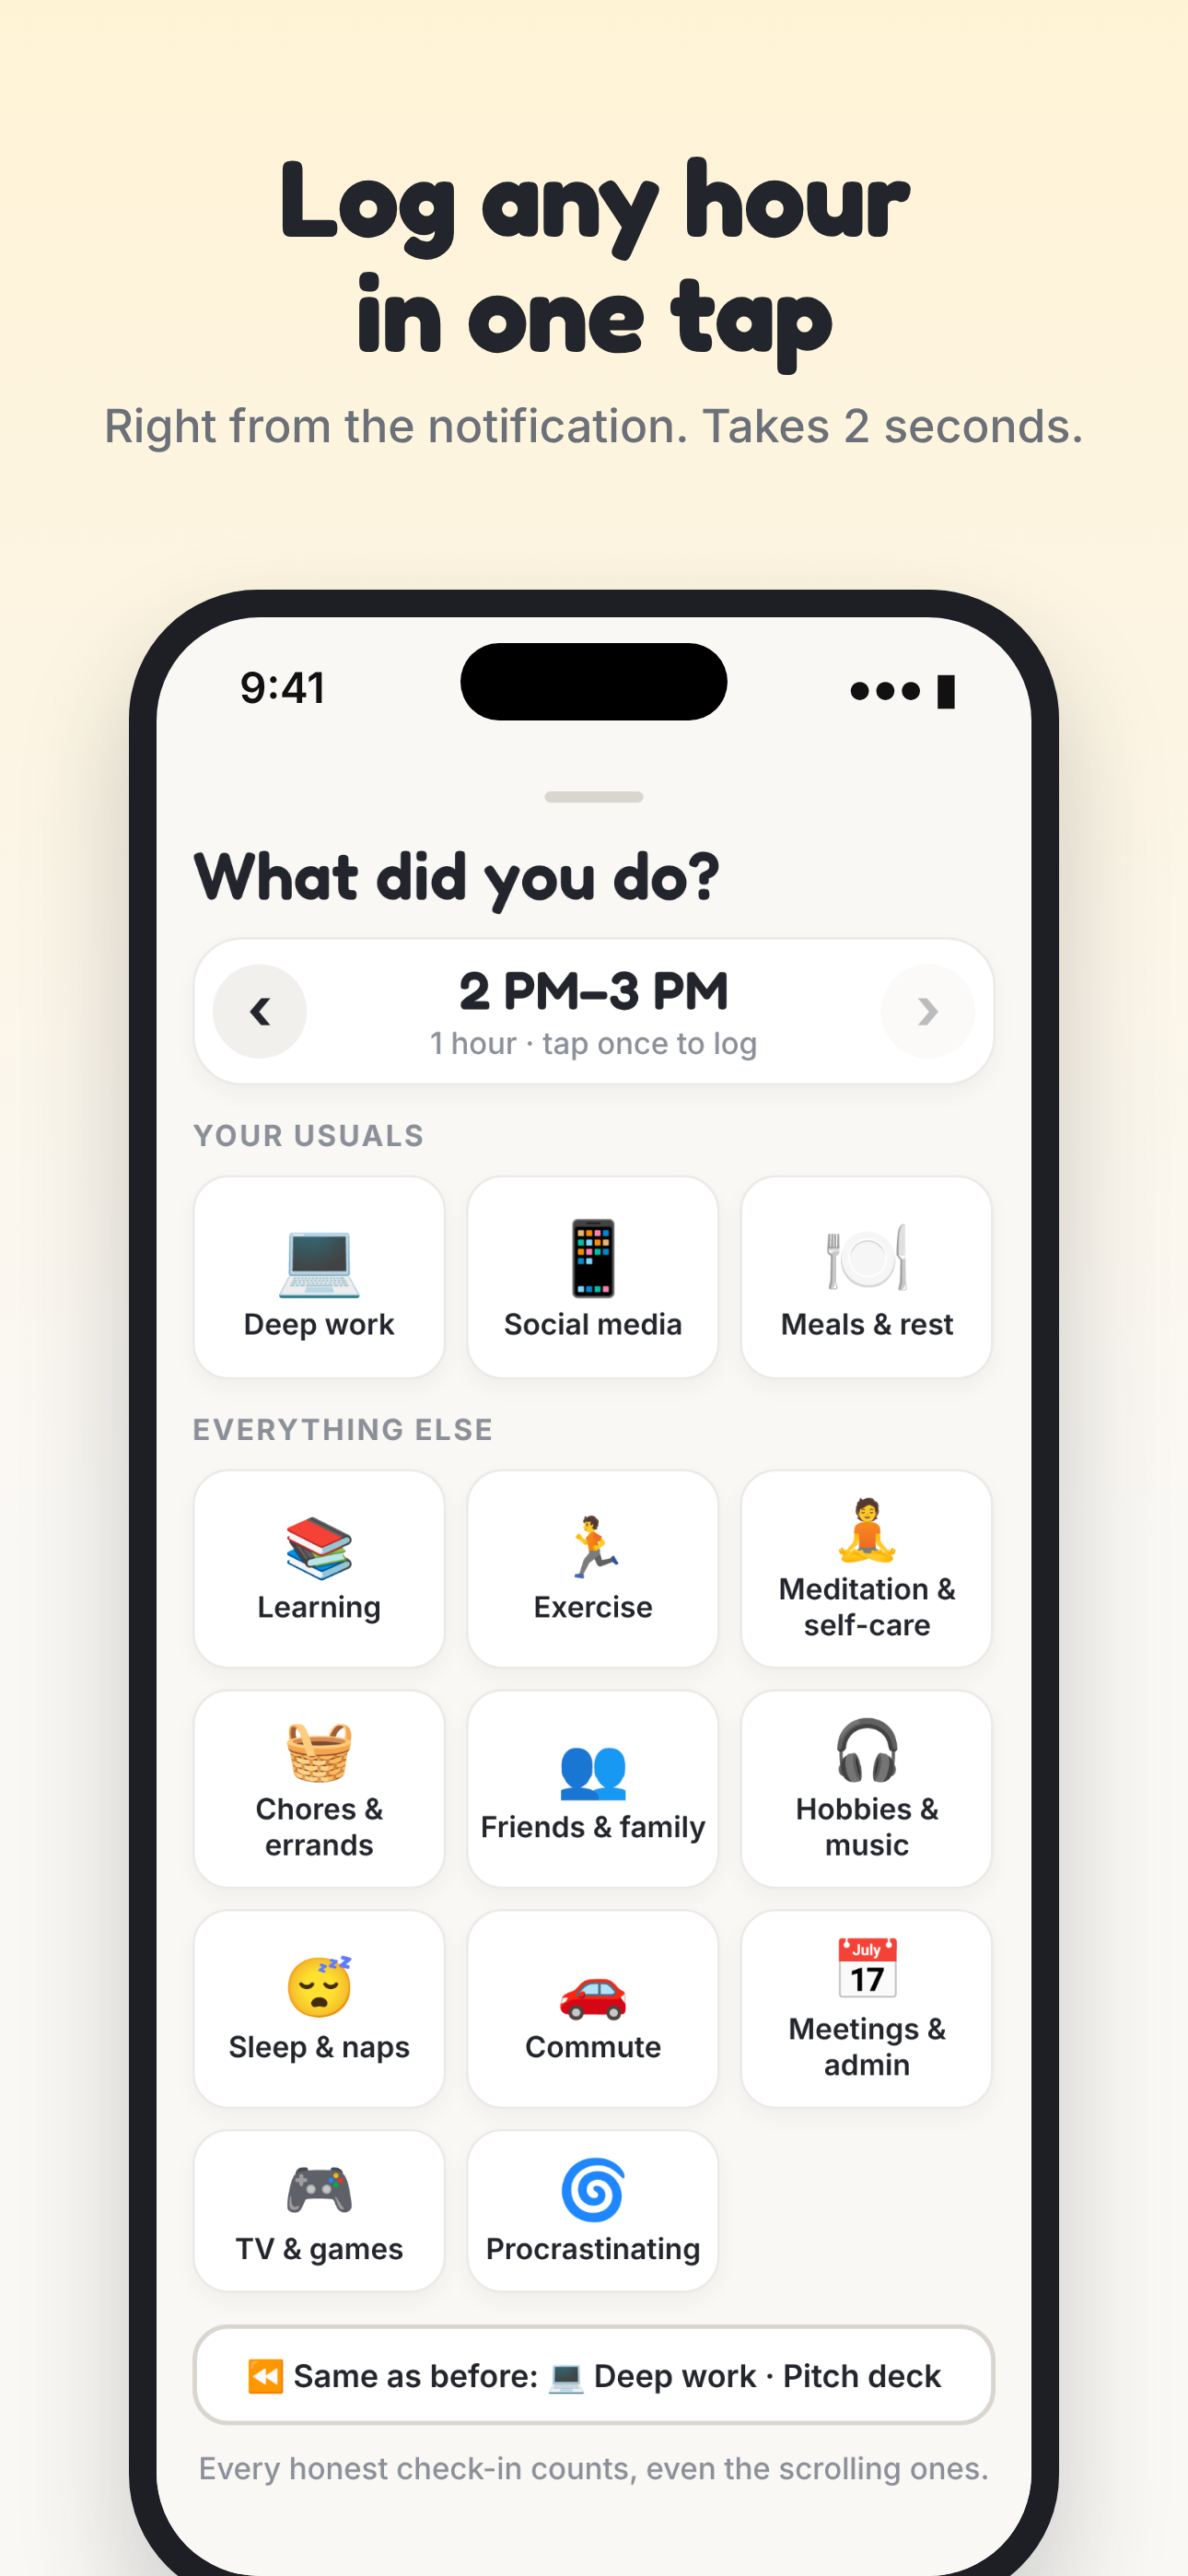 Log any hour
in one tap
Right from the notification. Takes 2 seconds.
9:41
What did you do?
2 PM–3 PM
1 hour · tap once to log
YOUR USUALS
Deep work
Social media
Meals & rest
EVERYTHING ELSE
Learning
Exercise
Meditation &
self-care
Chores &
errands
Friends & family
Hobbies &
music
Sleep & naps
Commute
July
17
Meetings &
admin
TV & games
Procrastinating
⏪ Same as before: 💻 Deep work · Pitch deck
Every honest check-in counts, even the scrolling ones.